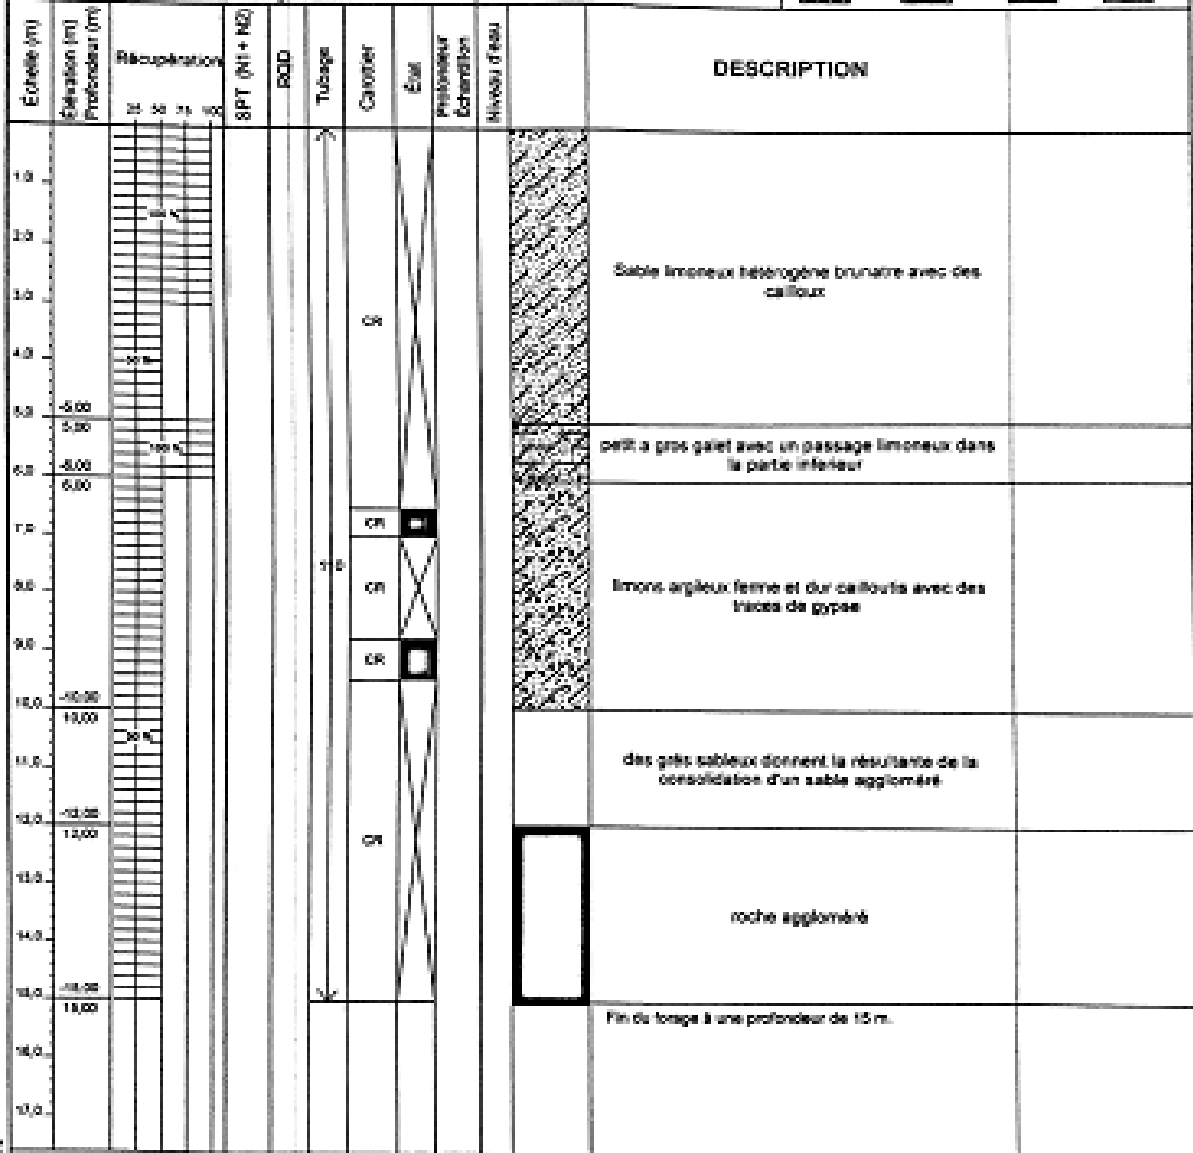 Échelle (m)
Élévation (m)
Profondeur (m)
Récupération
25 50 75 100
SPT (N1 + N2)
RQD
Tubage
Carottier
État
Profondeur
Échantillon
Niveau d'eau
DESCRIPTION
1,0
2,0
3,0
4,0
5,0
6,0
7,0
8,0
9,0
10,0
11,0
12,0
13,0
14,0
15,0
16,0
17,0
-5,00
5,00
-6,00
6,00
-10,00
10,00
-12,00
12,00
-15,00
15,00
100 %
50 %
100 %
50 %
CR
CR
CR
CR
CR
Sable limoneux hétérogène brunatre avec des
cailloux
petit a gros galet avec un passage limoneux dans
la partie inferieur
limons argileux ferme et dur cailloutis avec des
traces de gypse
des grès sableux donnent la résultante de la
consolidation d'un sable aggloméré
roche aggloméré
Fin du forage à une profondeur de 15 m.